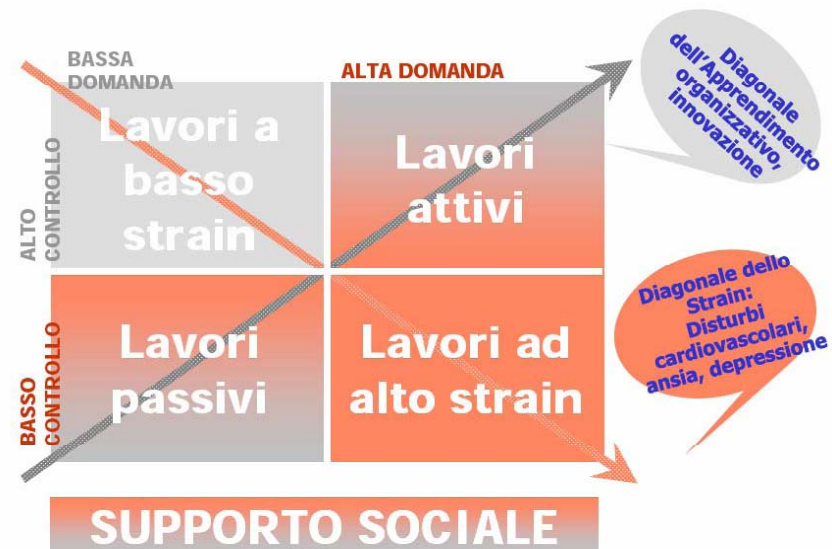 BASSA
DOMANDA
ALTA DOMANDA
Diagonale
dell'Apprendimento
organizzativo,
innovazione
ALTO
CONTROLLO
Lavori a
basso
strain
Lavori
attivi
Diagonale dello
Strain:
Disturbi
cardiovascolari,
ansia, depressione
BASSO
CONTROLLO
Lavori
passivi
Lavori ad
alto strain
SUPPORTO SOCIALE